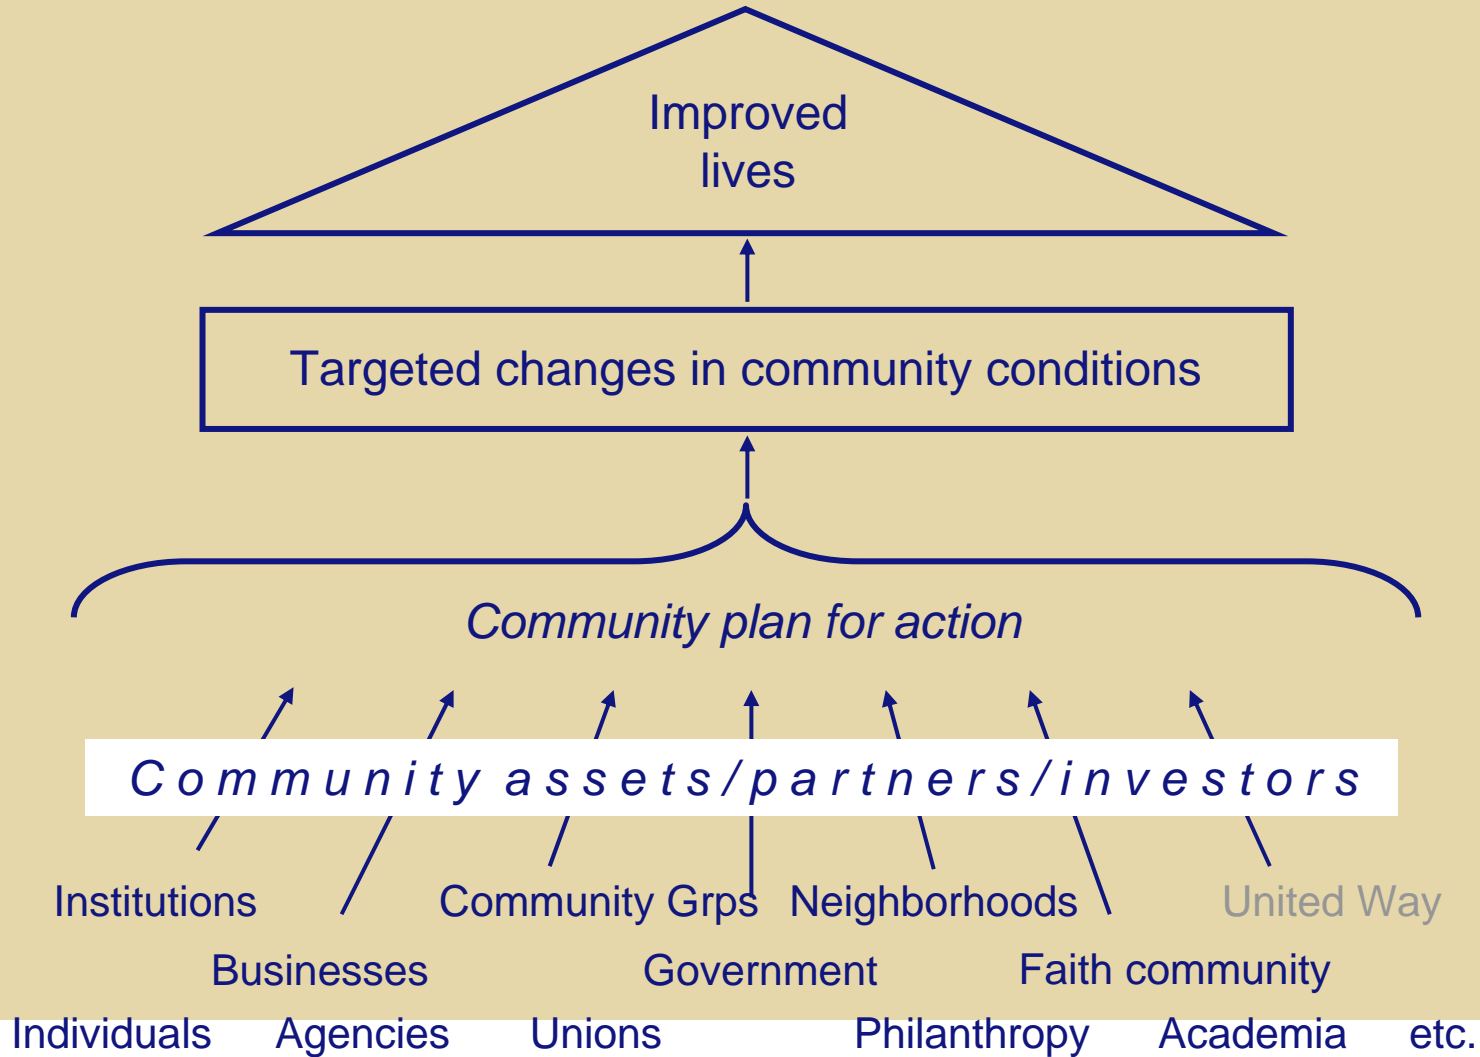 Improved
lives
Targeted changes in community conditions
Community plan for action
Community assets/partners/investors
Institutions Community Grps Neighborhoods United Way
Businesses Government Faith community
Individuals Agencies Unions Philanthropy Academia etc.